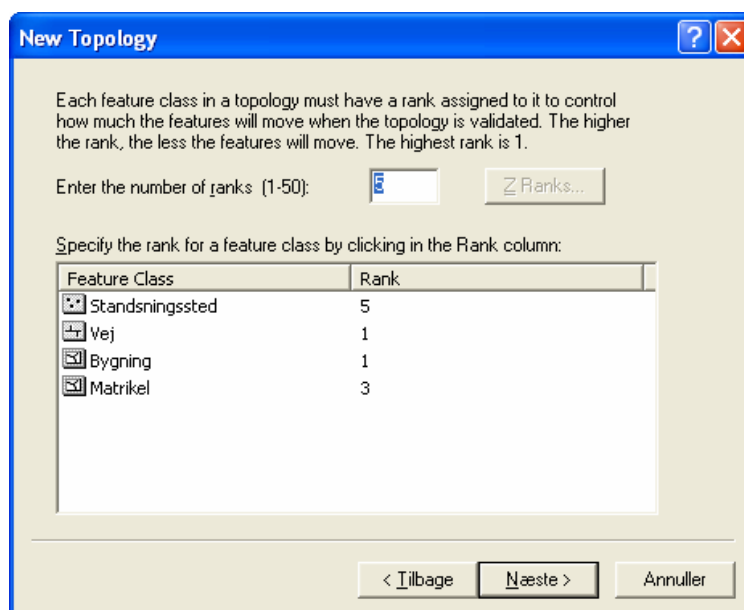 New Topology
Each feature class in a topology must have a rank assigned to it to control
how much the features will move when the topology is validated. The higher
the rank, the less the features will move. The highest rank is 1.
Enter the number of ranks (1-50): 5 Z Ranks...
Specify the rank for a feature class by clicking in the Rank column:
Feature Class Rank
Standsningssted 5
Vej 1
Bygning 1
Matrikel 3
< Tilbage Næste > Annuller